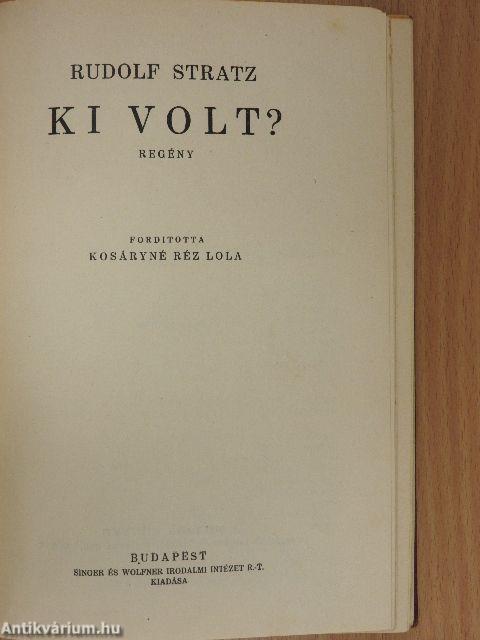 RUDOLF STRATZ
KI VOLT?
REGÉNY
FORDITOTTA
KOSÁRYNÉ RÉZ LOLA
BUDAPEST
SINGER ÉS WOLFNER IRODALMI INTÉZET R.-T.
KIADÁSA
Antikvárium.hu